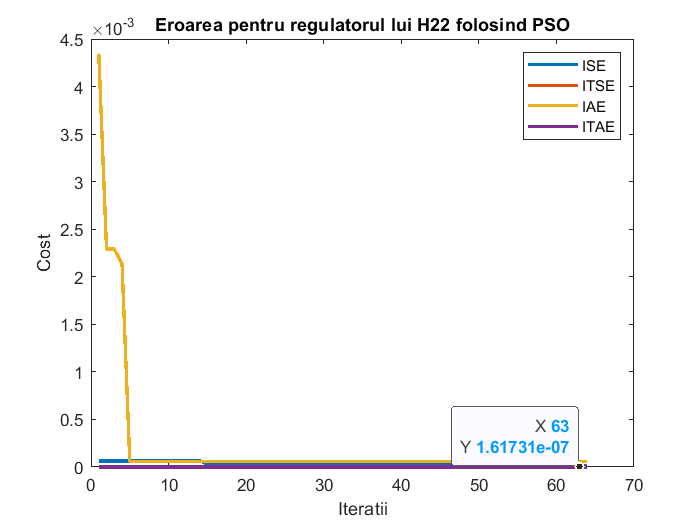 ×10-3
Eroarea pentru regulatorul lui H22 folosind PSO
4.5
4
3.5
3
2.5
2
1.5
1
0.5
0
Cost
ISE
ITSE
IAE
ITAE
X 63
Y 1.61731e-07
0 10 20 30 40 50 60 70
Iteratii